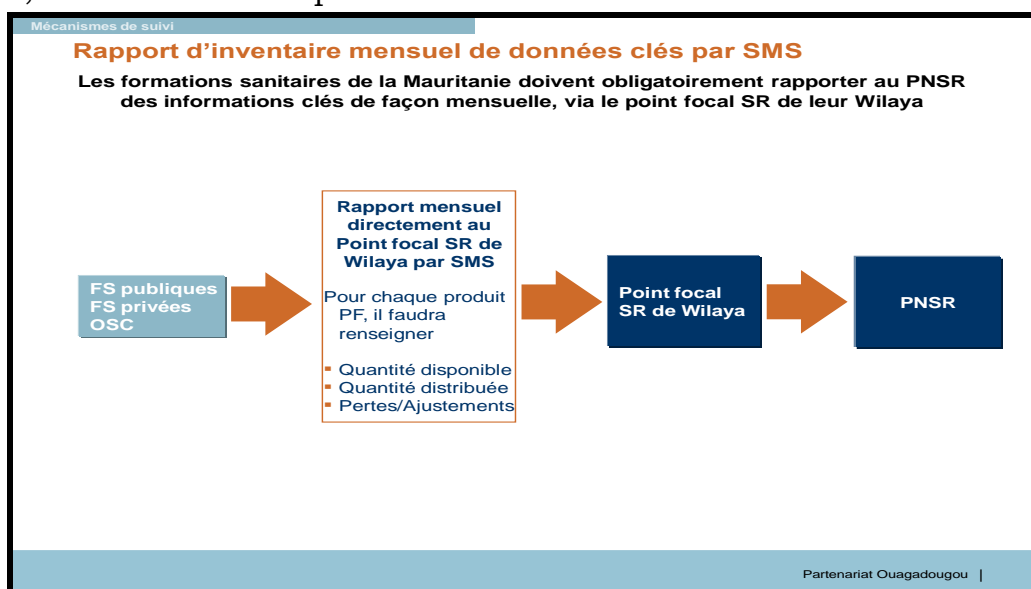 Mécanismes de suivi
Rapport d’inventaire mensuel de données clés par SMS
Les formations sanitaires de la Mauritanie doivent obligatoirement rapporter au PNSR
des informations clés de façon mensuelle, via le point focal SR de leur Wilaya
FS publiques
FS privées
OSC
Rapport mensuel
directement au
Point focal SR de
Wilaya par SMS
Pour chaque produit
PF, il faudra
renseigner
▪ Quantité disponible
▪ Quantité distribuée
▪ Pertes/Ajustements
Point focal
SR de Wilaya
PNSR
Partenariat Ouagadougou |